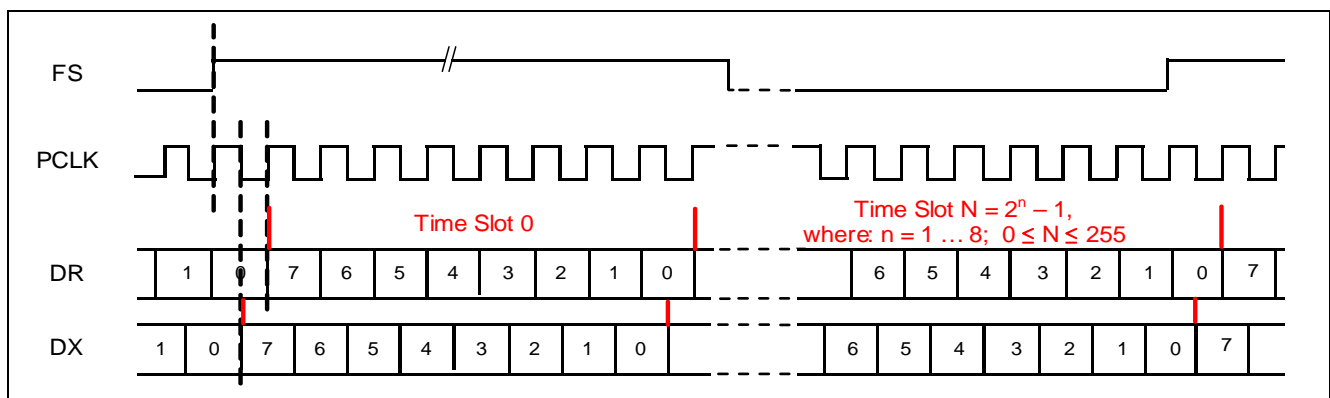 FS
PCLK
Time Slot 0
Time Slot N = 2ⁿ – 1,
where: n = 1 … 8; 0 ≤ N ≤ 255
DR 1 0 7 6 5 4 3 2 1 0 6 5 4 3 2 1 0 7
DX 1 0 7 6 5 4 3 2 1 0 6 5 4 3 2 1 0 7